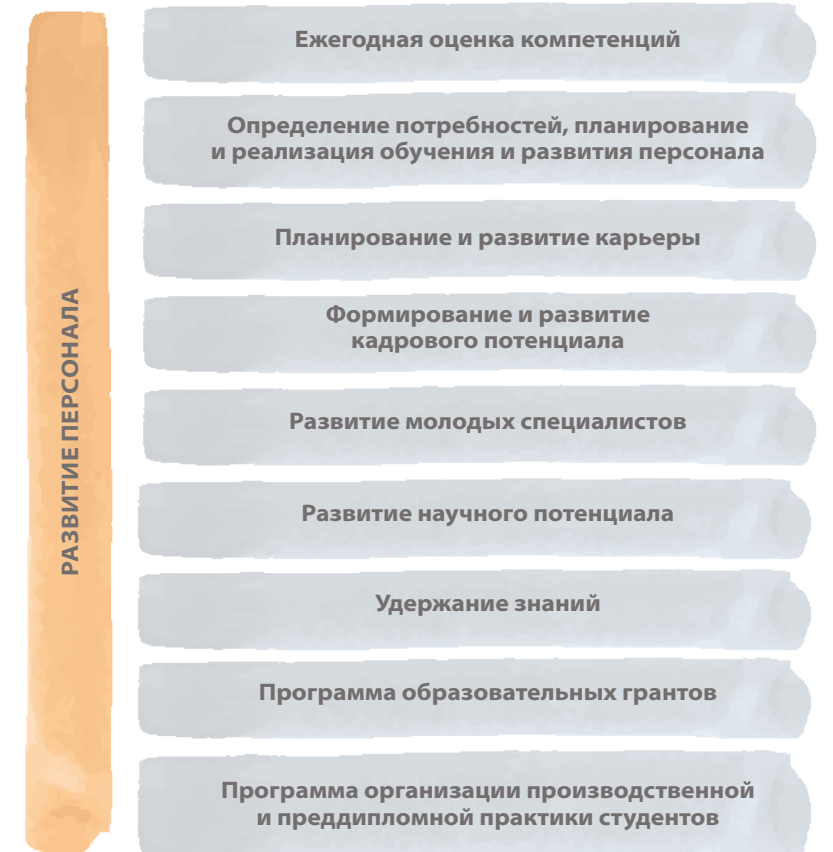 РАЗВИТИЕ ПЕРСОНАЛА
Ежегодная оценка компетенций
Определение потребностей, планирование
и реализация обучения и развития персонала
Планирование и развитие карьеры
Формирование и развитие
кадрового потенциала
Развитие молодых специалистов
Развитие научного потенциала
Удержание знаний
Программа образовательных грантов
Программа организации производственной
и преддипломной практики студентов